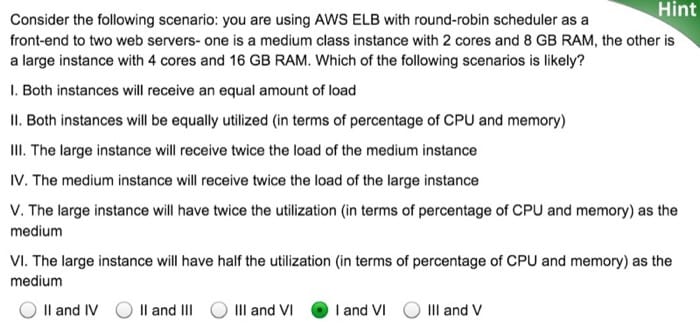 Hint
Consider the following scenario: you are using AWS ELB with round-robin scheduler as a
front-end to two web servers- one is a medium class instance with 2 cores and 8 GB RAM, the other is
a large instance with 4 cores and 16 GB RAM. Which of the following scenarios is likely?
I. Both instances will receive an equal amount of load
II. Both instances will be equally utilized (in terms of percentage of CPU and memory)
III. The large instance will receive twice the load of the medium instance
IV. The medium instance will receive twice the load of the large instance
V. The large instance will have twice the utilization (in terms of percentage of CPU and memory) as the
medium
VI. The large instance will have half the utilization (in terms of percentage of CPU and memory) as the
medium
II and IV II and III III and VI I and VI III and V